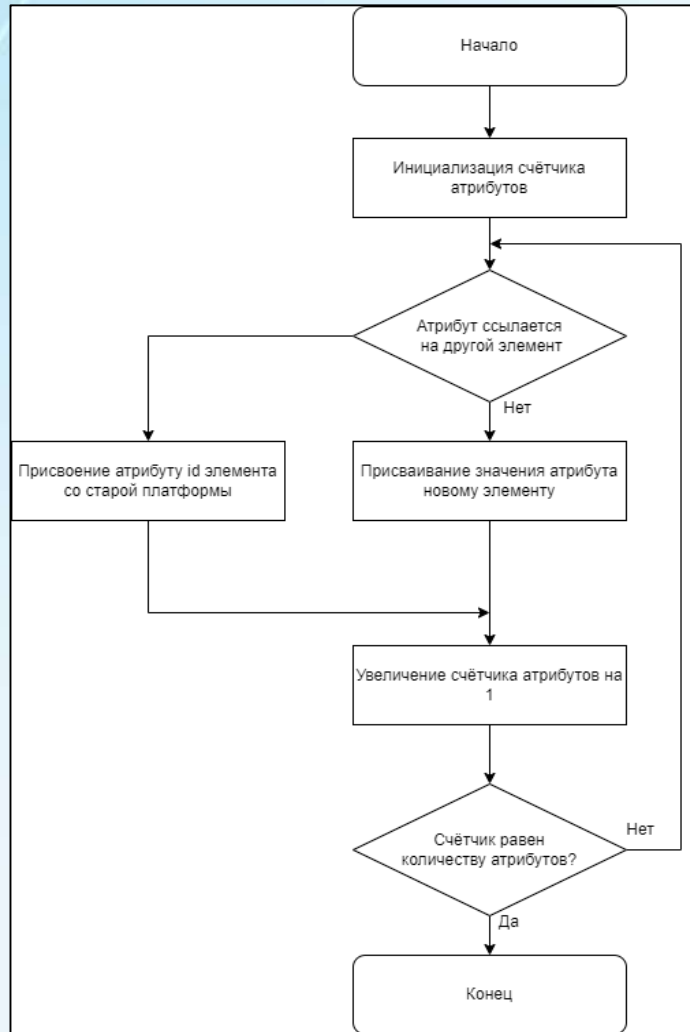 Начало
Инициализация счётчика
атрибутов
Атрибут ссылается
на другой элемент
Нет
Присвоение атрибуту id элемента
со старой платформы
Присваивание значения атрибута
новому элементу
Увеличение счётчика атрибутов на
1
Счётчик равен
количеству атрибутов?
Нет
Да
Конец